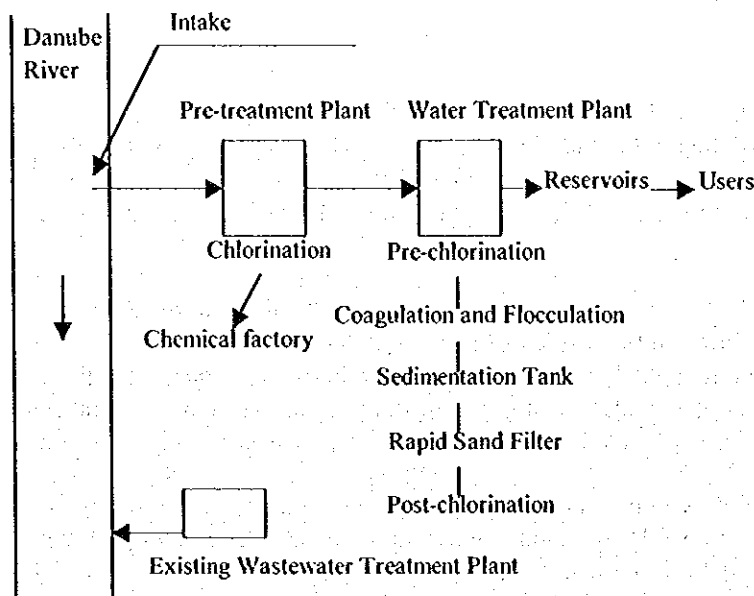 Danube
River
Intake
Pre-treatment Plant
Water Treatment Plant
Reservoirs
Users
Chlorination
Pre-chlorination
Chemical factory
Coagulation and Flocculation
Sedimentation Tank
Rapid Sand Filter
Post-chlorination
Existing Wastewater Treatment Plant